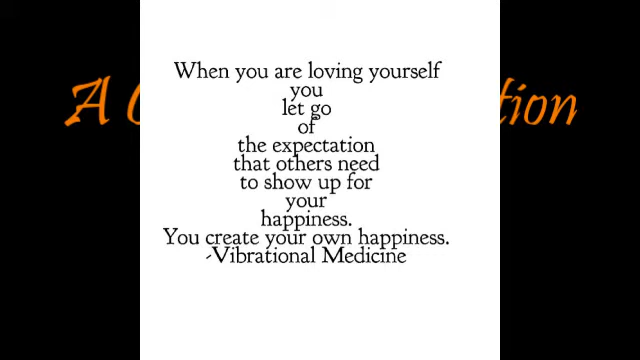 When you are loving yourself
you
let go
of
the expectation
that others need
to show up for
your
happiness.
You create your own happiness.
-Vibrational Medicine
A
tion